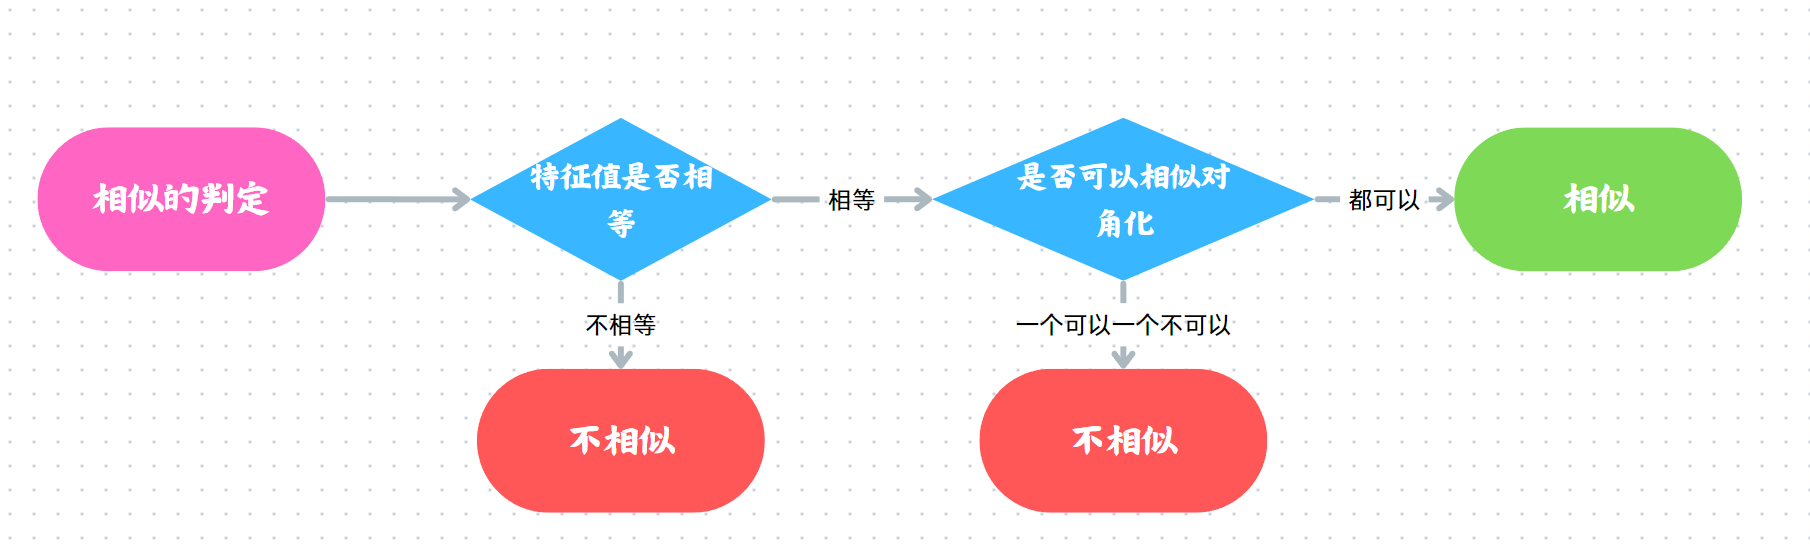 相似的判定
特征值是否相
等
相等
是否可以相似对
角化
都可以
相似
不相等
一个可以一个不可以
不相似
不相似